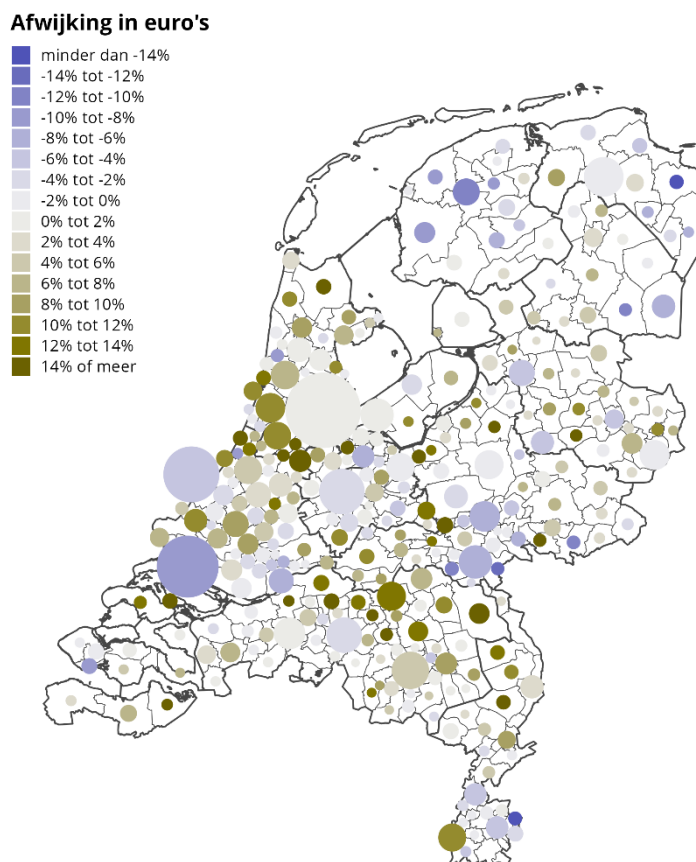 Afwijking in euro's
minder dan -14%
-14% tot -12%
-12% tot -10%
-10% tot -8%
-8% tot -6%
-6% tot -4%
-4% tot -2%
-2% tot 0%
0% tot 2%
2% tot 4%
4% tot 6%
6% tot 8%
8% tot 10%
10% tot 12%
12% tot 14%
14% of meer